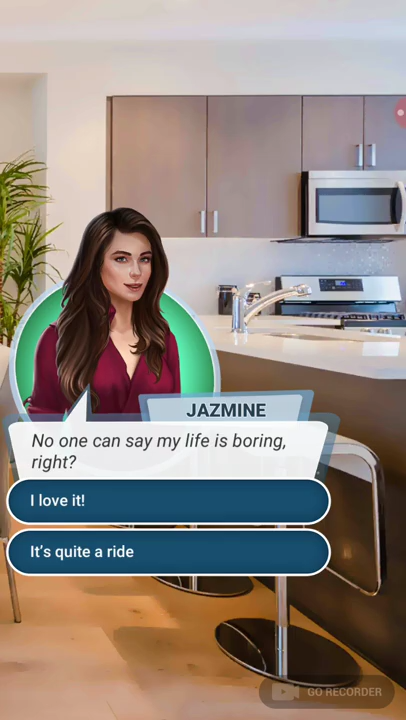 JAZMINE
No one can say my life is boring,
right?
I love it!
It's quite a ride
GO RECORDER